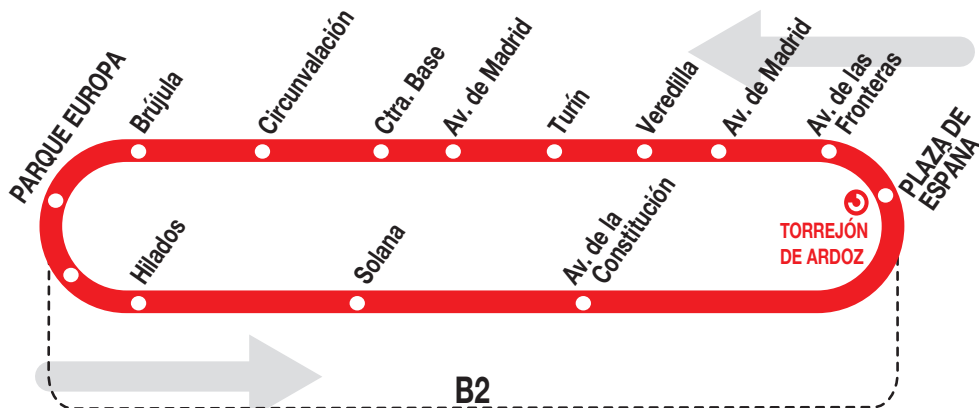 PARQUE EUROPA
Brújula
Circunvalación
Ctra. Base
Av. de Madrid
Turín
Veredilla
Av. de Madrid
Av. de las
Fronteras
PLAZA DE
ESPAÑA
TORREJÓN
DE ARDOZ
Hilados
Solana
Av. de la
Constitución
B2